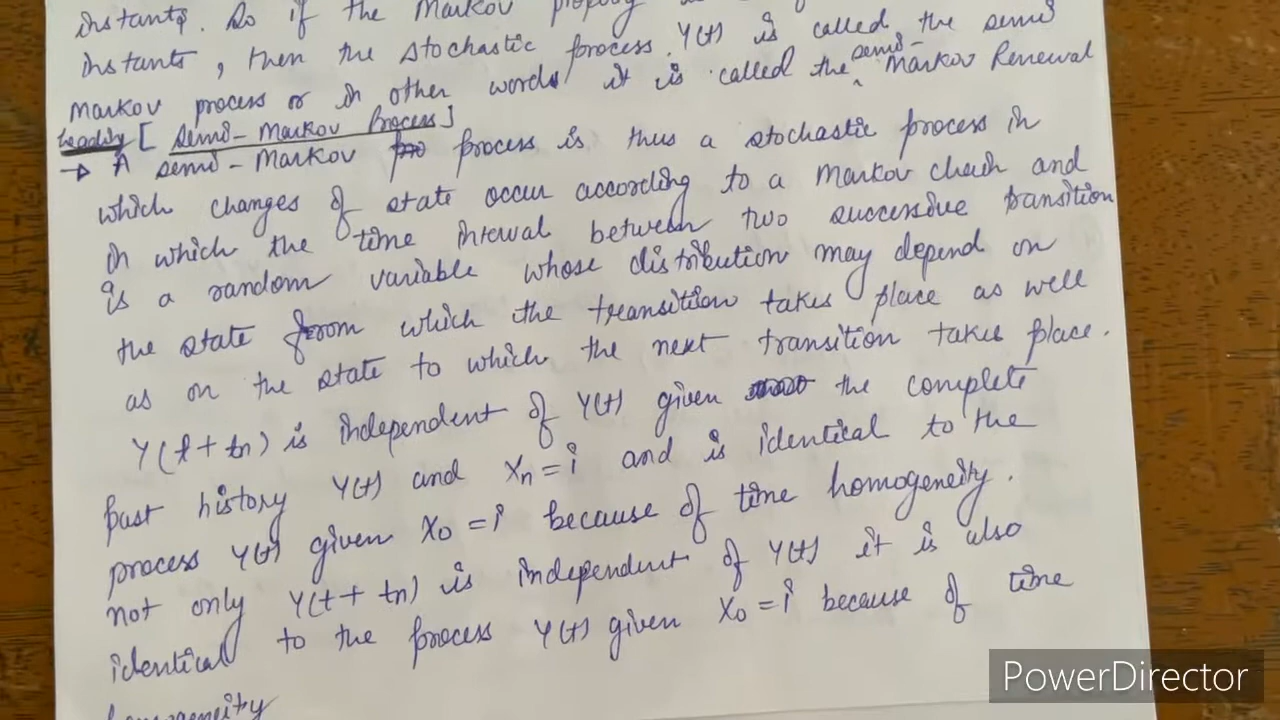 instants. So if the Markov
instants, then the stochastic process Y(t) is called the semi
Markov process or in other words it is called the semi- Markov Renewal
heading [ Semi-Markov Process ]
→ A semi-Markov process is thus a stochastic process in
which changes of state occur according to a Markov chain and
in which the time interval between two successive transition
is a random variable whose distribution may depend on
the state from which the transition takes place as well
as on the state to which the next transition takes place.
Y(t+tn) is independent of Y(t) given the complete
past history Y(t) and Xn = i and is identical to the
process Y(t) given X0 = i because of time homogeneity.
not only Y(t+tn) is independent of Y(t) it is also
identical to the process Y(t) given X0 = i because of time
homogeneity
PowerDirector